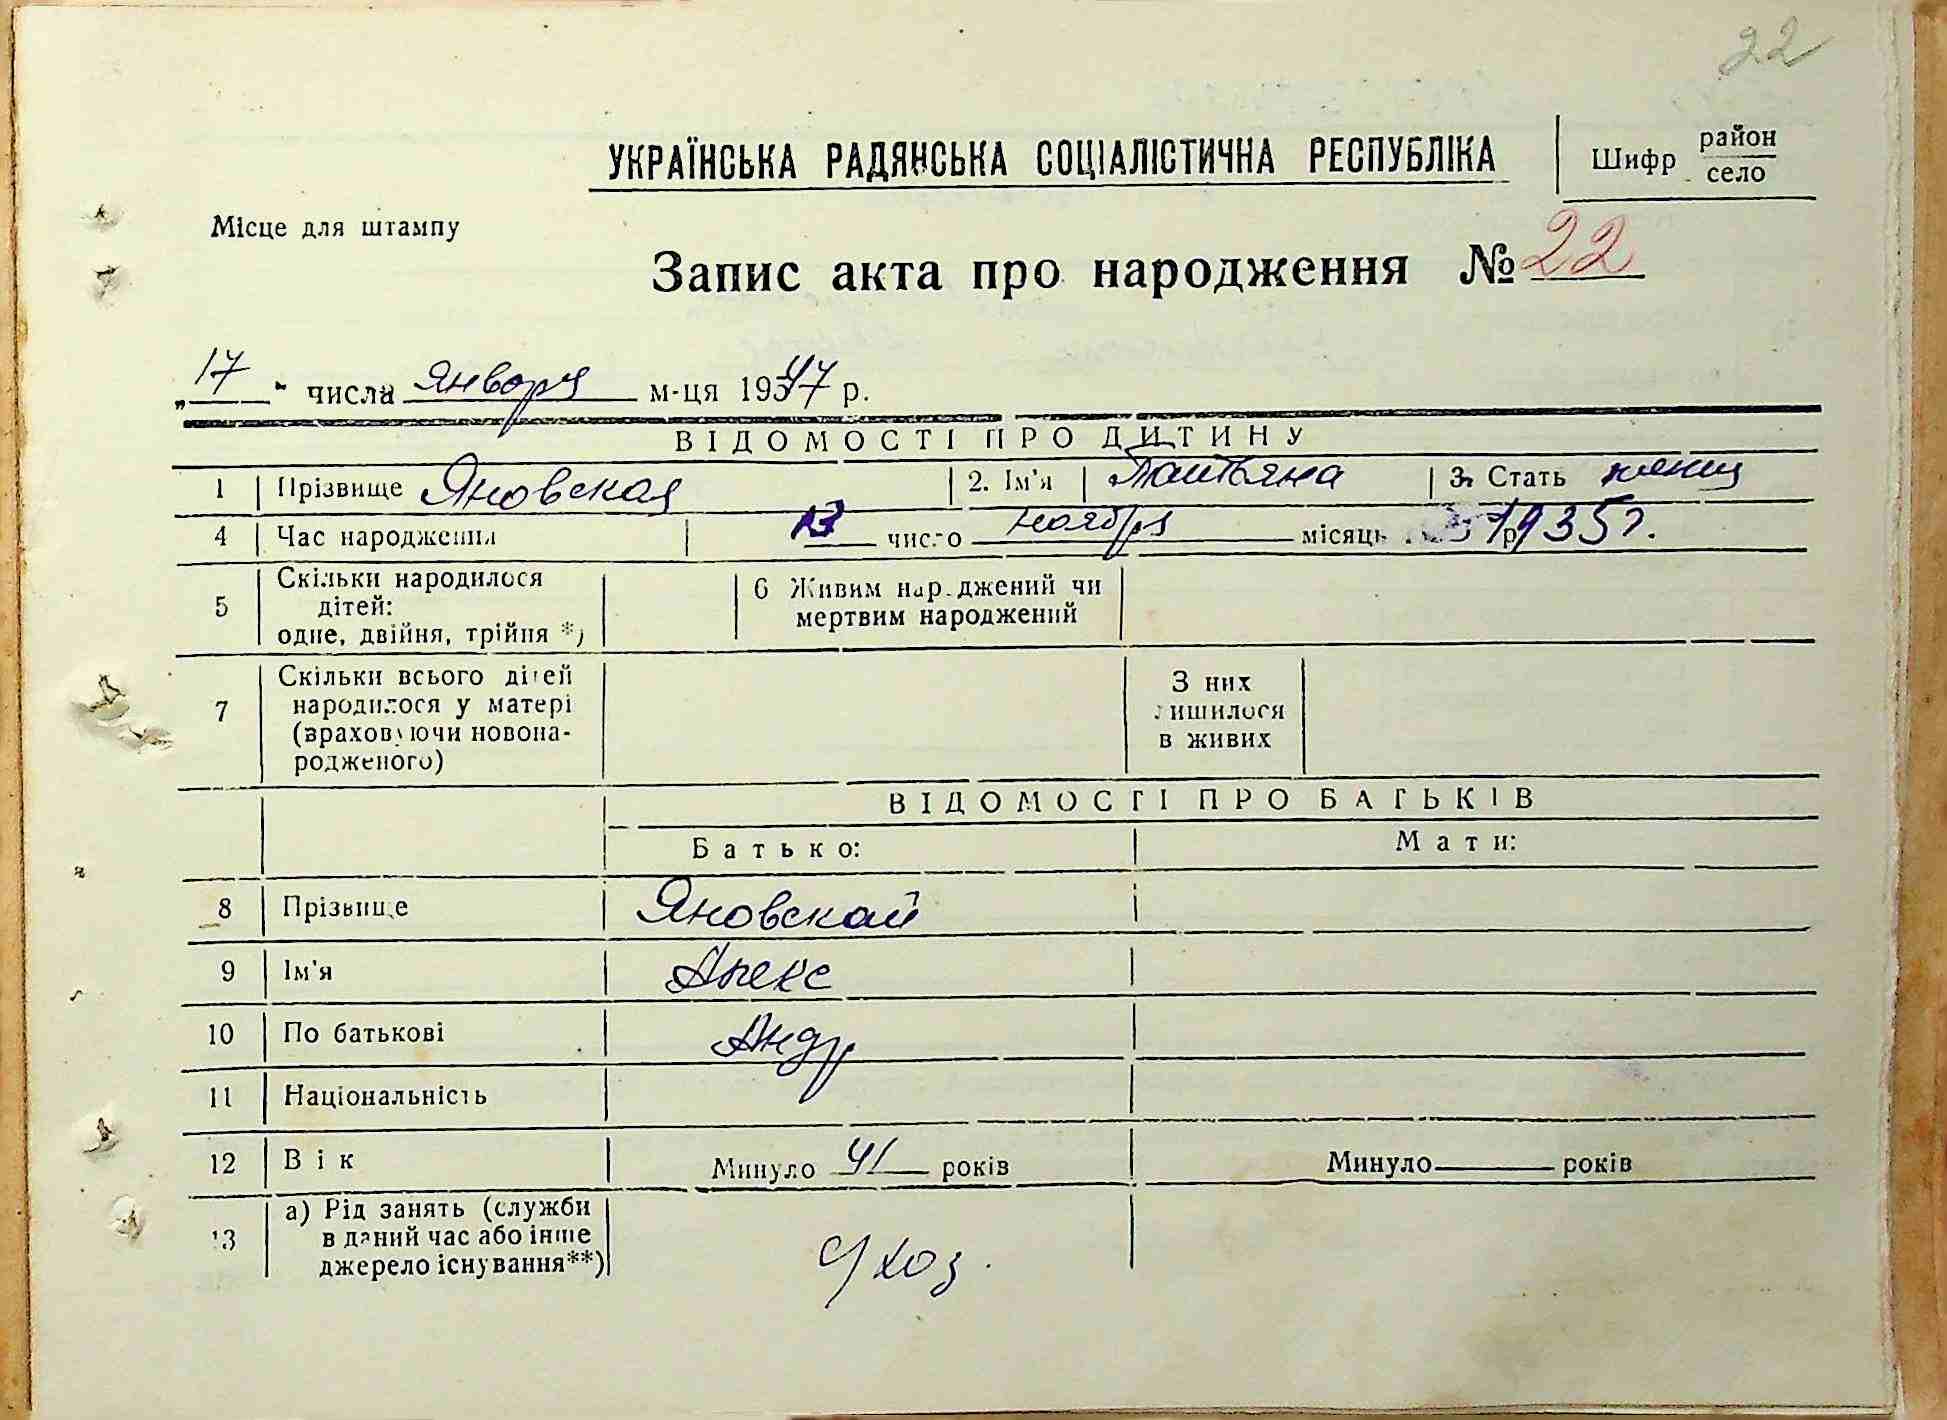 22
УКРАЇНСЬКА РАДЯНСЬКА СОЦІАЛІСТИЧНА РЕСПУБЛІКА
Шифр район
село
Місце для штампу
Запис акта про народження № 22
„17" числа января м-ця 1947 р.
ВІДОМОСТІ ПРО ДИТИНУ
1 Прізвище Яновская 2. Ім'я Татьяна 3. Стать женщ
4 Час народження 13 число ноября місяць 1935 г.
5 Скільки народилося дітей: одне, двійня, трійня *)
6 Живим народжений чи мертвим народжений
7 Скільки всього дітей народилося у матері (враховуючи новонародженого)
З них лишилося в живих
ВІДОМОСТІ ПРО БАТЬКІВ
Батько: Мати:
8 Прізвище Яновской
9 Ім'я Алекс
10 По батькові Андр
11 Національність
12 Вік Минуло 41 років Минуло років
13 а) Рід занять (служби в даний час або інше джерело існування**) с/хоз.